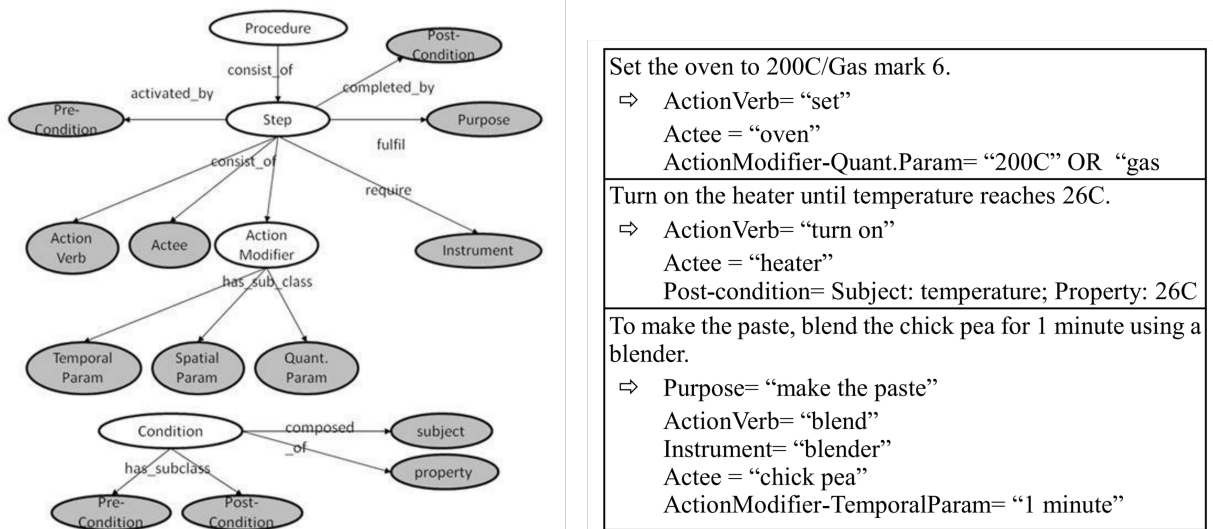 Procedure
Post-
Condition
consist_of
activated_by
completed_by
Pre-
Condition
Step
Purpose
fulfil
consist_of
require
Action
Verb
Actee
Action
Modifier
Instrument
has_sub_class
Temporal
Param
Spatial
Param
Quant.
Param
Condition
composed
_of
subject
property
has_subclass
Pre-
Condition
Post-
Condition
Set the oven to 200C/Gas mark 6.
⇨ ActionVerb= “set”
Actee = “oven”
ActionModifier-Quant.Param= “200C” OR “gas
Turn on the heater until temperature reaches 26C.
⇨ ActionVerb= “turn on”
Actee = “heater”
Post-condition= Subject: temperature; Property: 26C
To make the paste, blend the chick pea for 1 minute using a
blender.
⇨ Purpose= “make the paste”
ActionVerb= “blend”
Instrument= “blender”
Actee = “chick pea”
ActionModifier-TemporalParam= “1 minute”